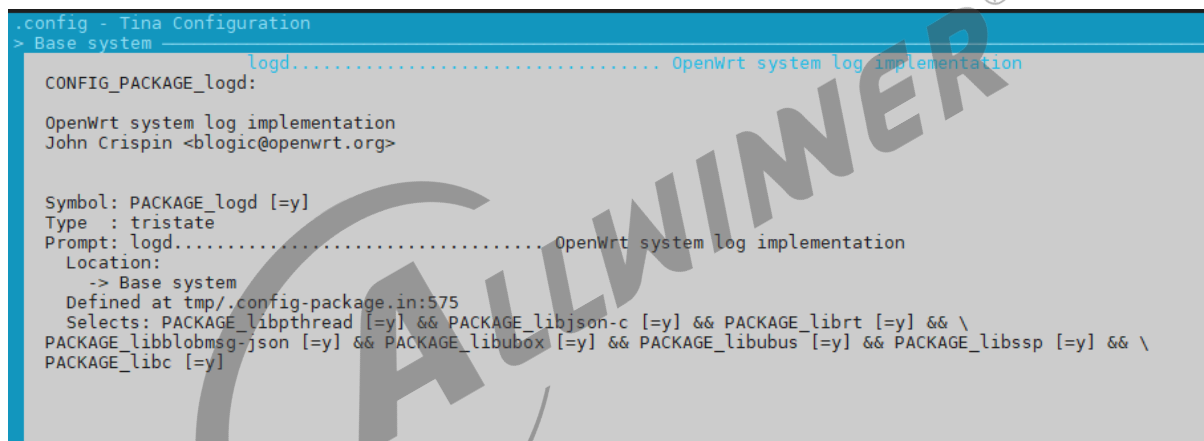 .config - Tina Configuration
> Base system
logd................................... OpenWrt system log implementation
CONFIG_PACKAGE_logd:
OpenWrt system log implementation
John Crispin <blogic@openwrt.org>
Symbol: PACKAGE_logd [=y]
Type  : tristate
Prompt: logd................................... OpenWrt system log implementation
Location:
-> Base system
Defined at tmp/.config-package.in:575
Selects: PACKAGE_libpthread [=y] && PACKAGE_libjson-c [=y] && PACKAGE_librt [=y] && \
PACKAGE_libblobmsg-json [=y] && PACKAGE_libubox [=y] && PACKAGE_libubus [=y] && PACKAGE_libssp [=y] && \
PACKAGE_libc [=y]
ALLWINNER